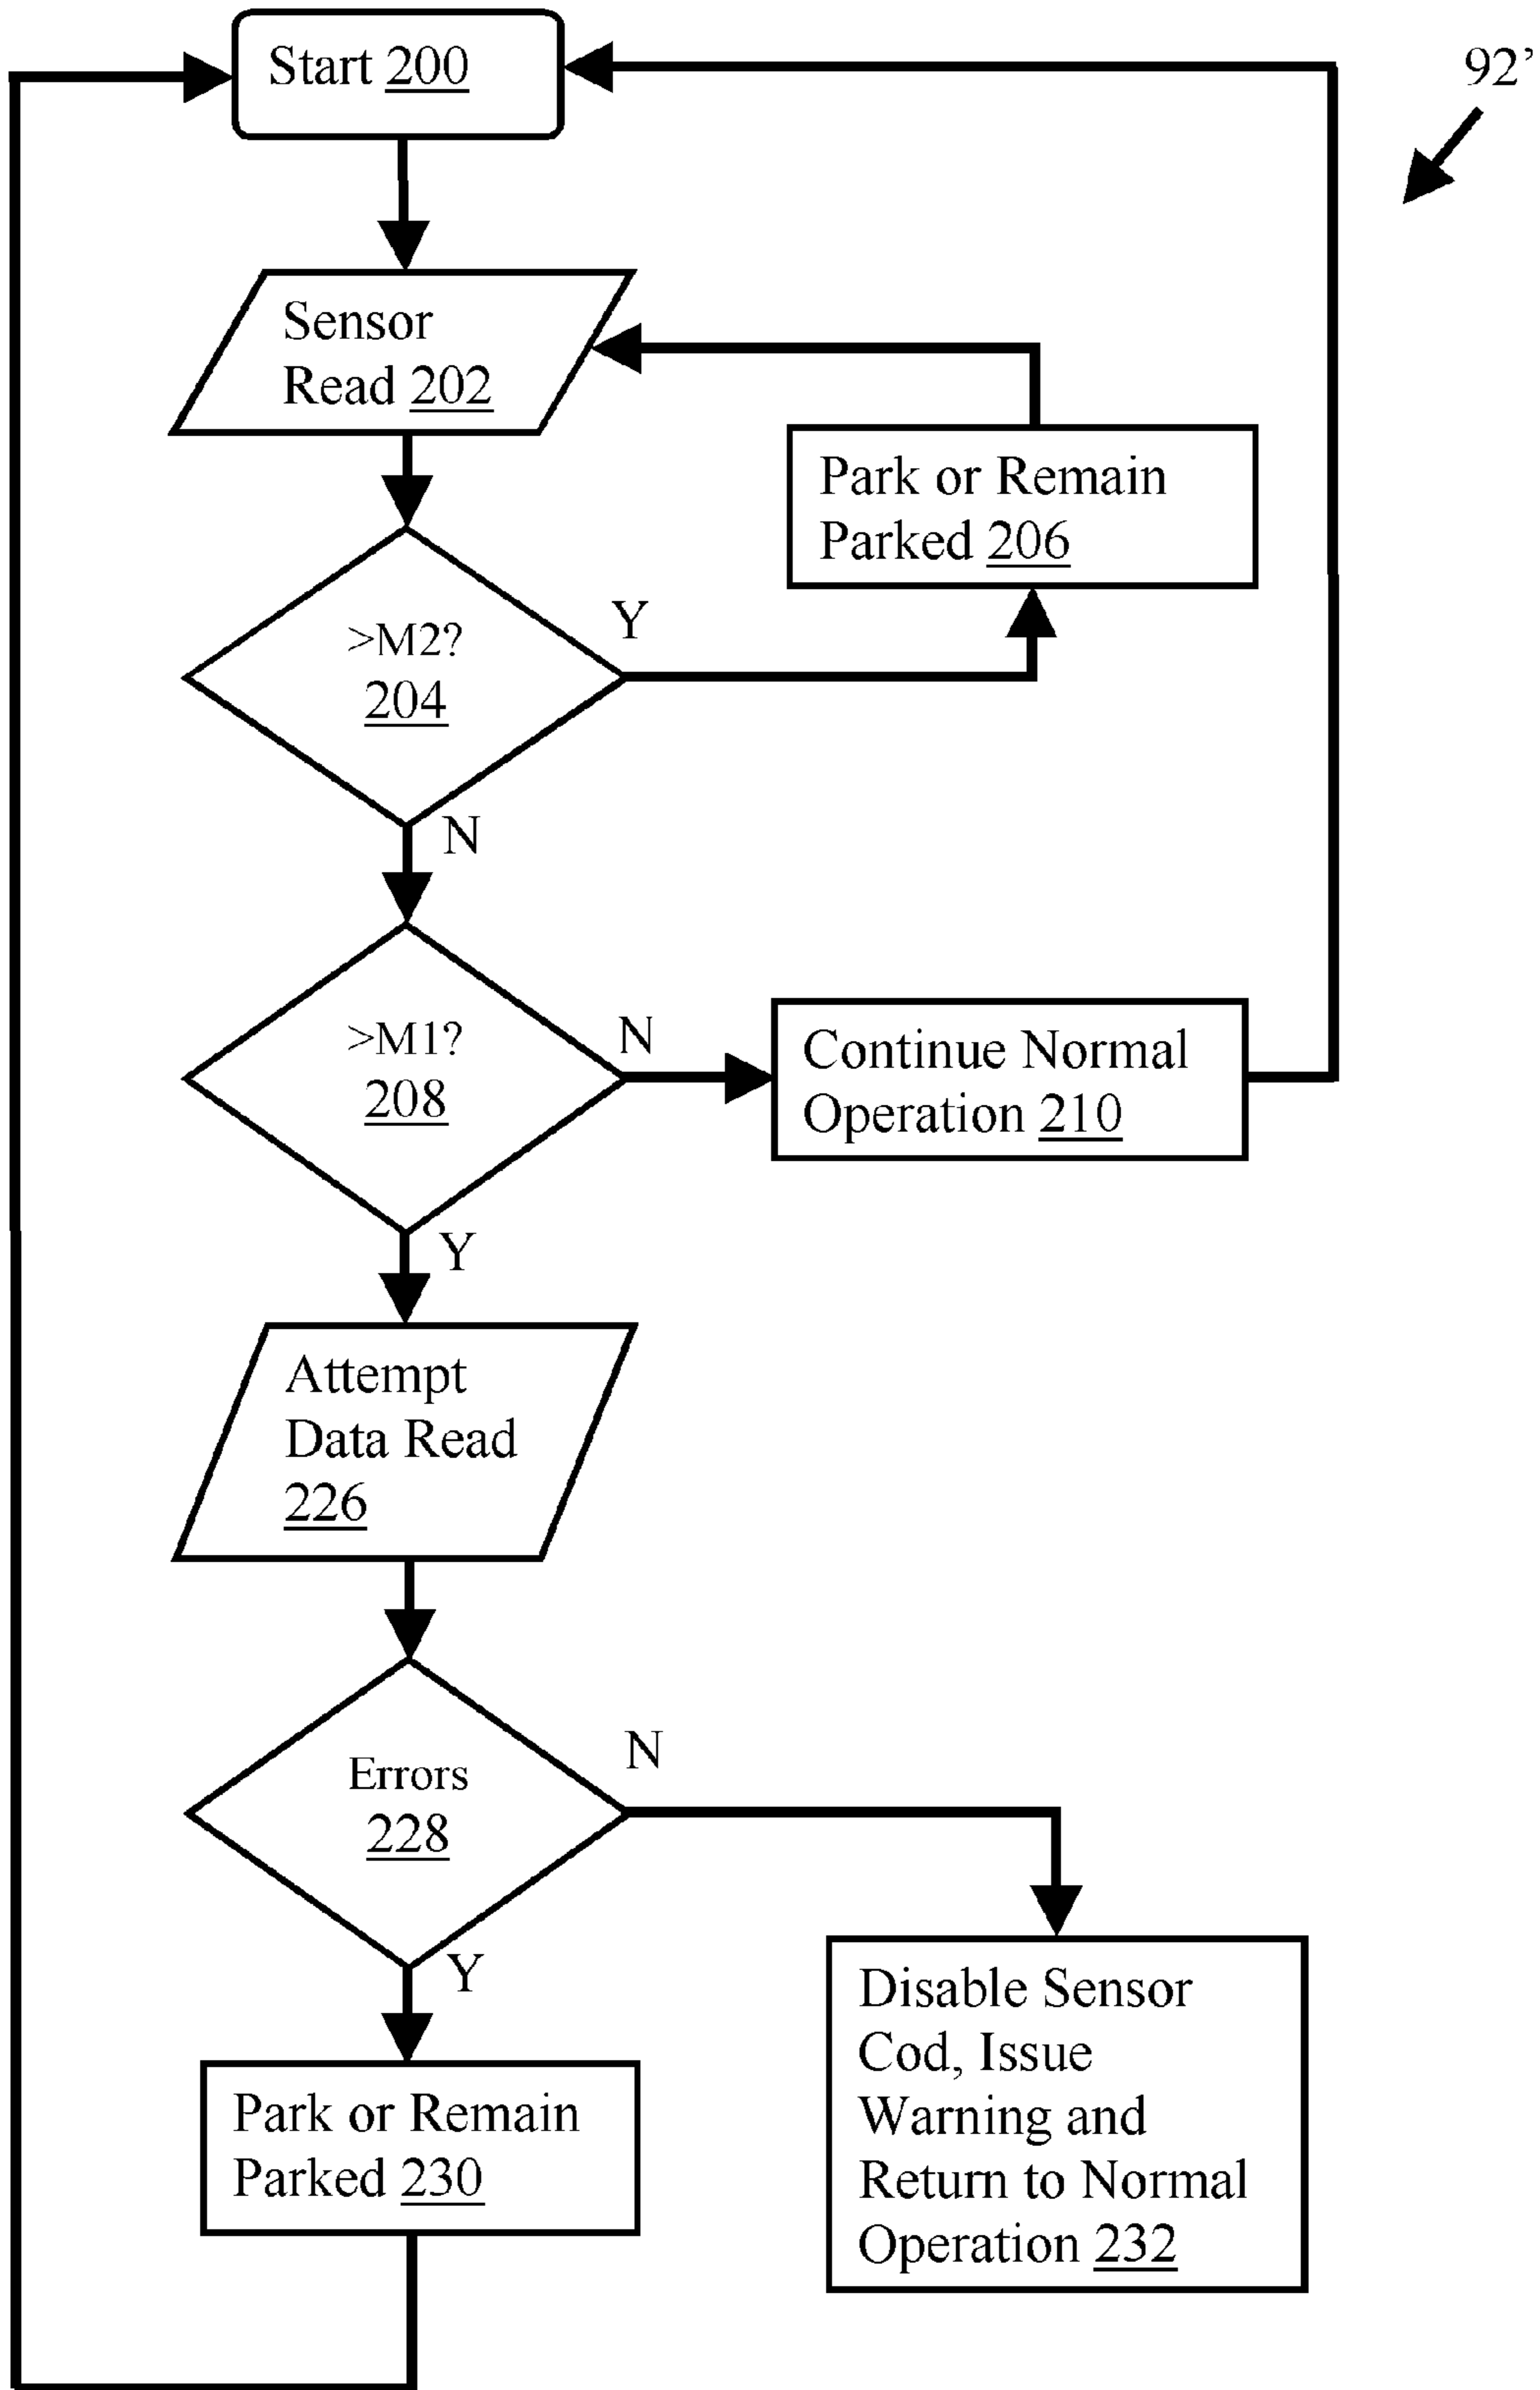 Start 200
92'
Sensor
Read 202
Park or Remain
Parked 206
>M2?
204
Y
N
>M1?
208
N
Continue Normal
Operation 210
Y
Attempt
Data Read
226
Errors
228
N
Y
Disable Sensor
Cod, Issue
Warning and
Return to Normal
Operation 232
Park or Remain
Parked 230